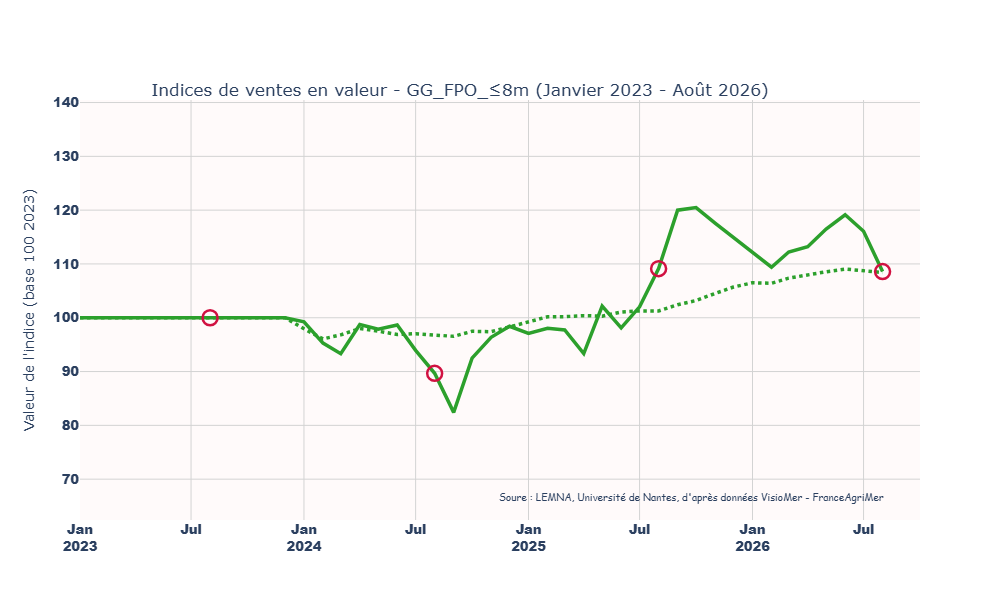 Indices de ventes en valeur - GG_FPO_≤8m (Janvier 2023 - Août 2026)
Valeur de l'indice (base 100 2023)
140
130
120
110
100
90
80
70
Soure : LEMNA, Université de Nantes, d'après données VisioMer - FranceAgriMer
Jan
2023
Jul
Jan
2024
Jul
Jan
2025
Jul
Jan
2026
Jul